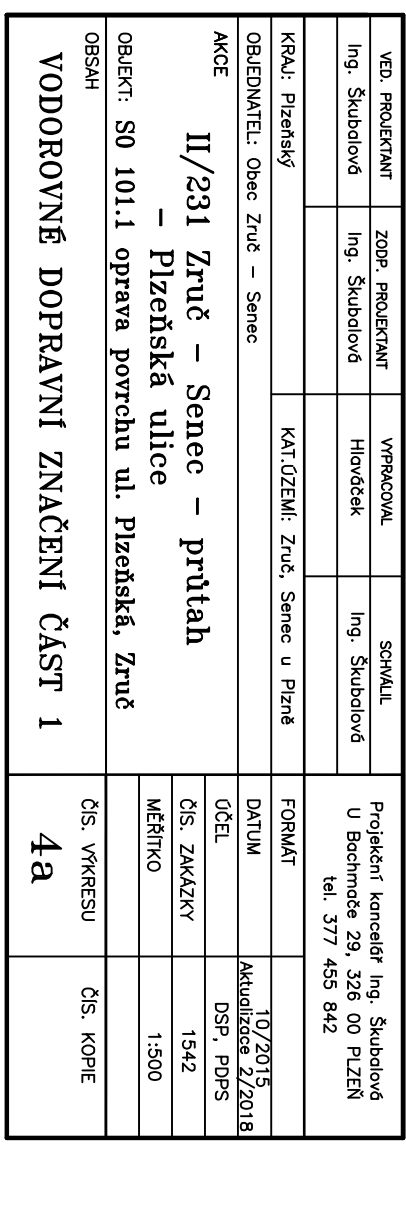 VED. PROJEKTANT ZODP. PROJEKTANT VYPRACOVAL SCHVÁLIL
Ing. Škubalová Ing. Škubalová Hlaváček Ing. Škubalová
Projekční kancelář Ing. Škubalová
U Bachmače 29, 326 00 PLZEŇ
tel. 377 455 842
KRAJ: Plzeňský KAT.ÚZEMÍ: Zruč, Senec u Plzně
OBJEDNATEL: Obec Zruč – Senec
AKCE
II/231 Zruč – Senec – průtah
– Plzeňská ulice
OBJEKT: S0 101.1 oprava povrchu ul. Plzeňská, Zruč
OBSAH
VODOROVNÉ DOPRAVNÍ ZNAČENÍ ČÁST 1
FORMÁT
DATUM 10/2015
Aktualizace 2/2018
ÚČEL DSP, PDPS
ČÍS. ZAKÁZKY 1542
MĚŘÍTKO 1:500
ČÍS. VÝKRESU ČÍS. KOPIE
4a